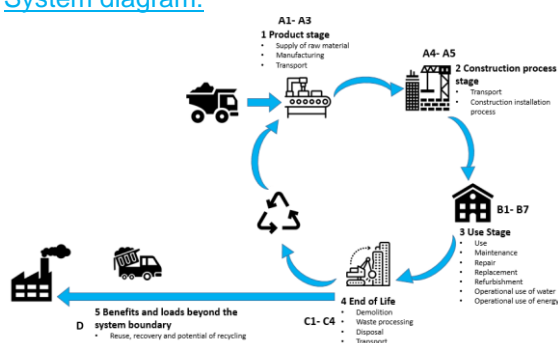 System diagram:
A1- A3
1 Product stage
• Supply of raw material
• Manufacturing
• Transport
A4- A5
2 Construction process
stage
• Transport
• Construction installation
process
B1- B7
3 Use Stage
• Use
• Maintenance
• Repair
• Replacement
• Refurbishment
• Operational use of water
• Operational use of energy
4 End of Life
C1- C4
• Demolition
• Waste processing
• Disposal
• Transport
5 Benefits and loads beyond the
D system boundary
• Reuse, recovery and potential of recycling